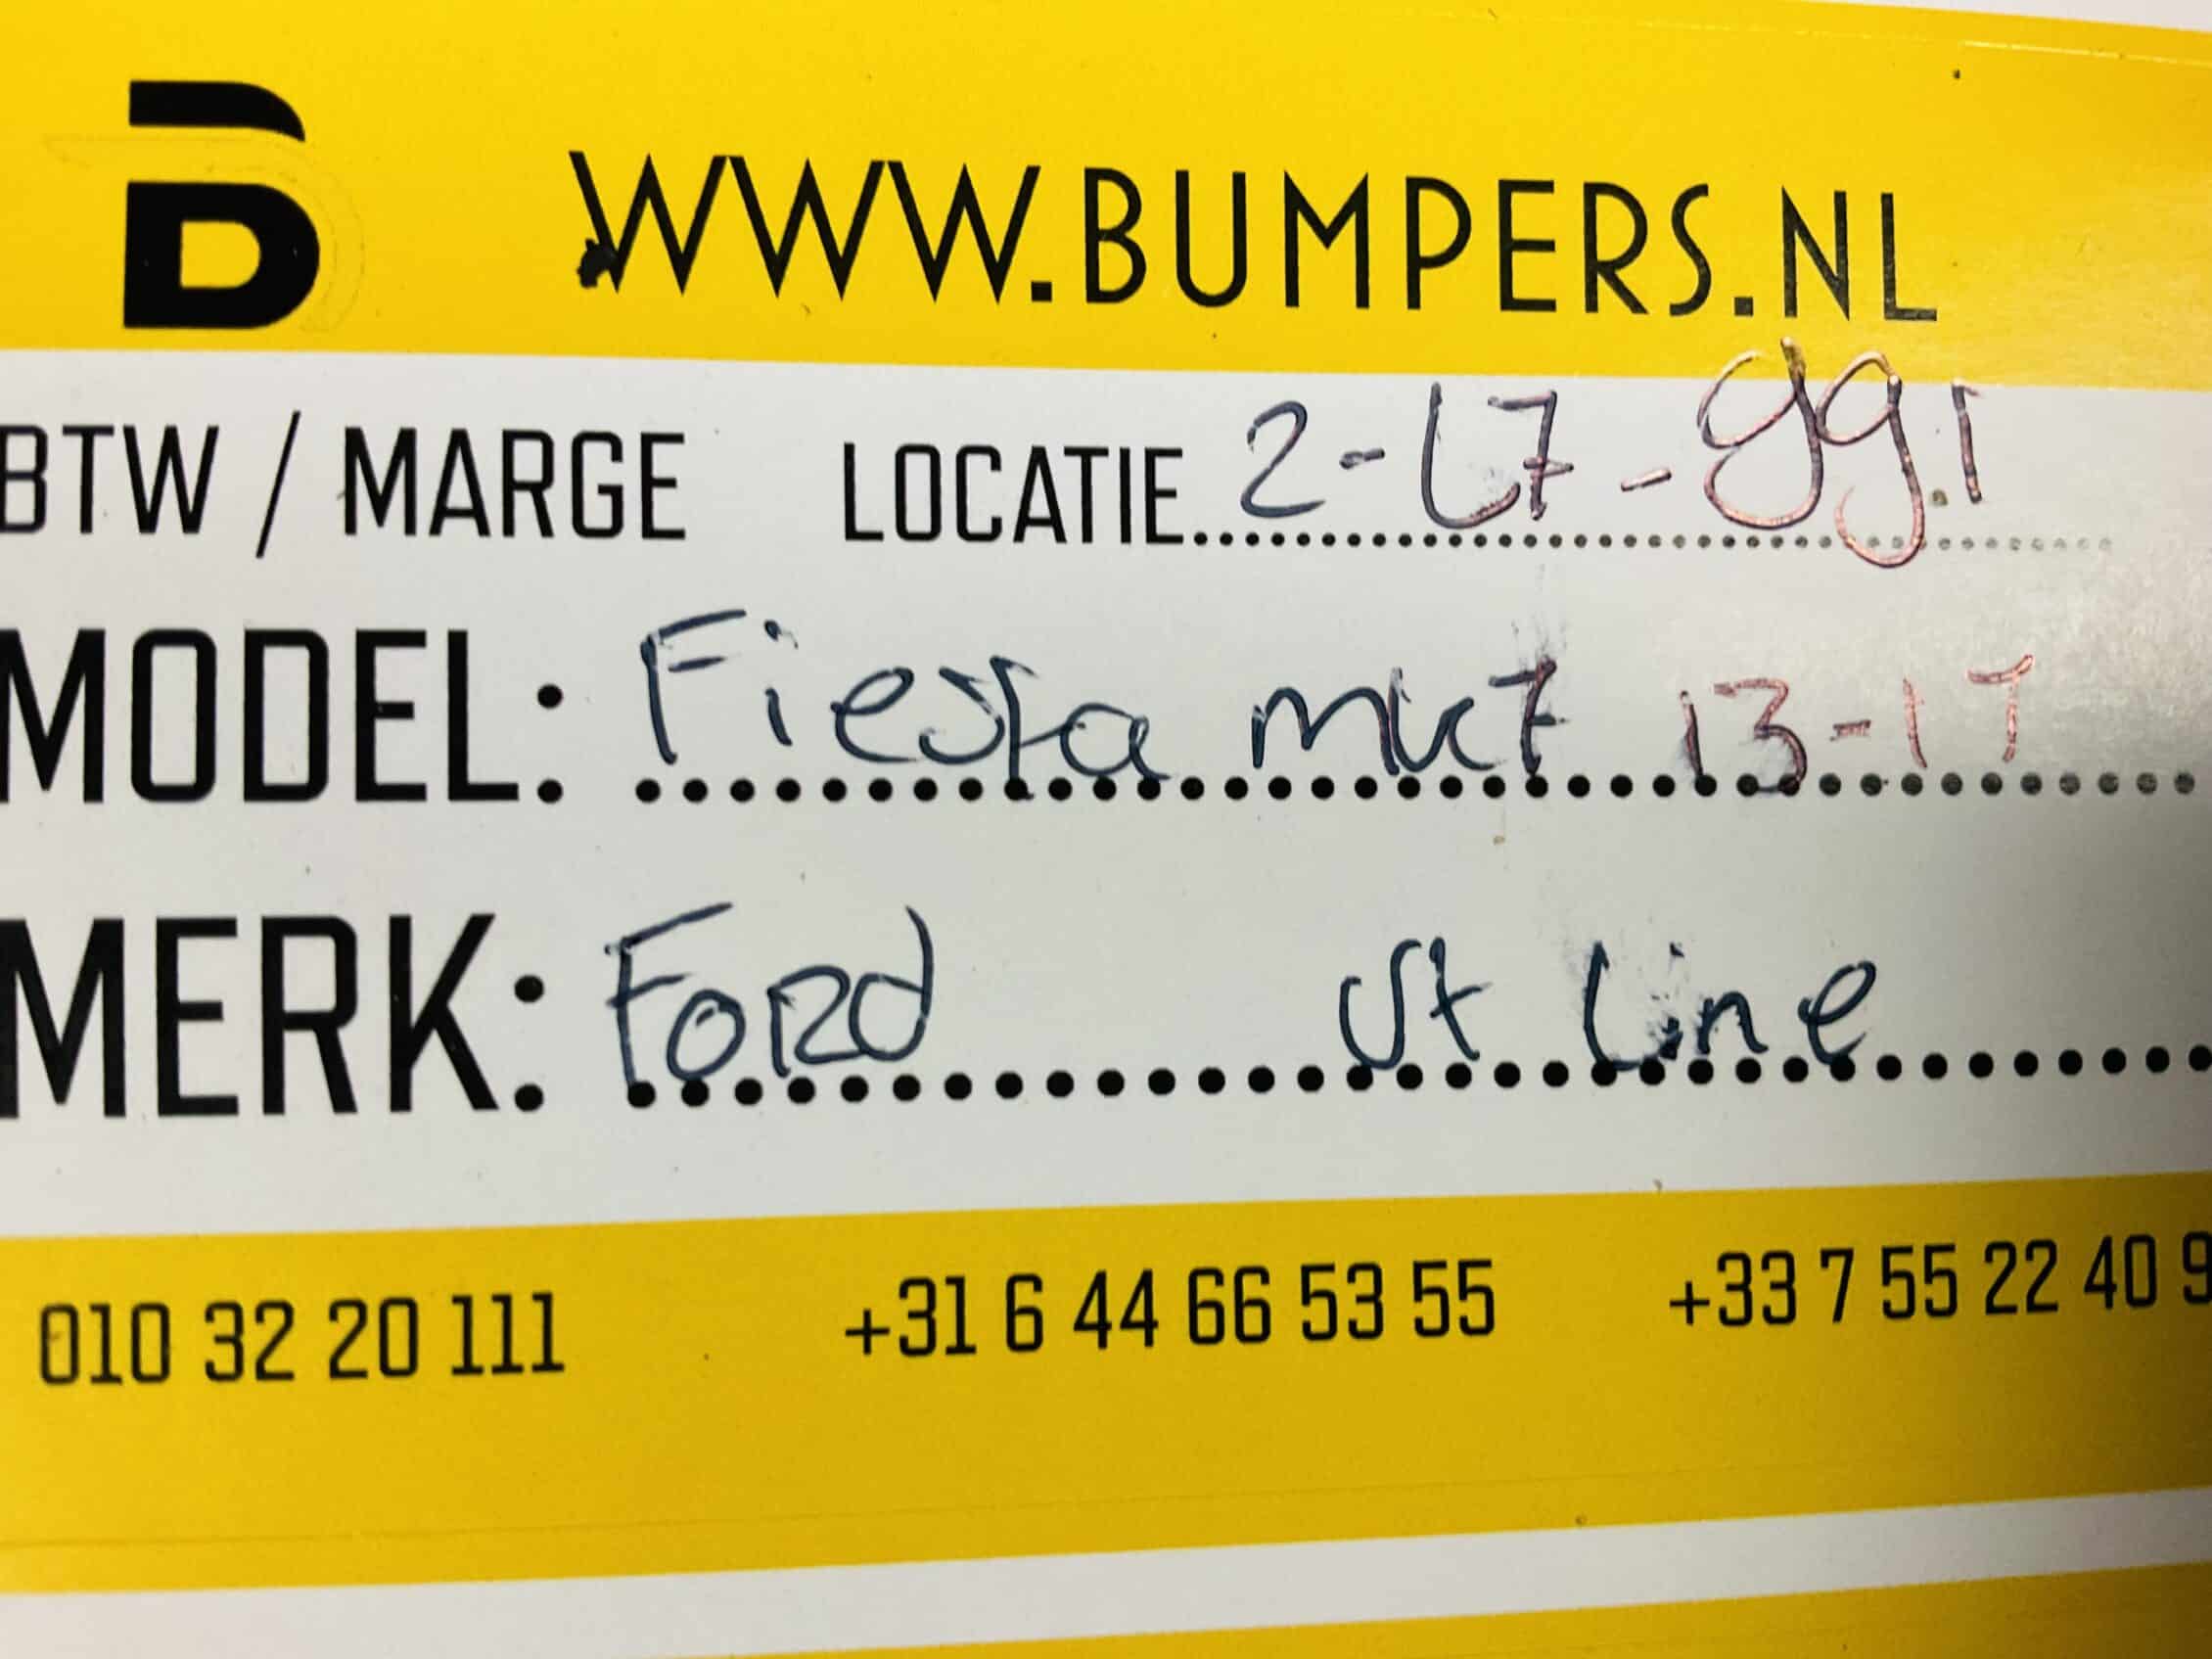 WWW.BUMPERS.NL
BTW / MARGE LOCATIE 2-L7-99.1
MODEL: Fiesta mk7 13-17
MERK: Ford St Line
010 32 20 111 +31 6 44 66 53 55 +33 7 55 22 40 9